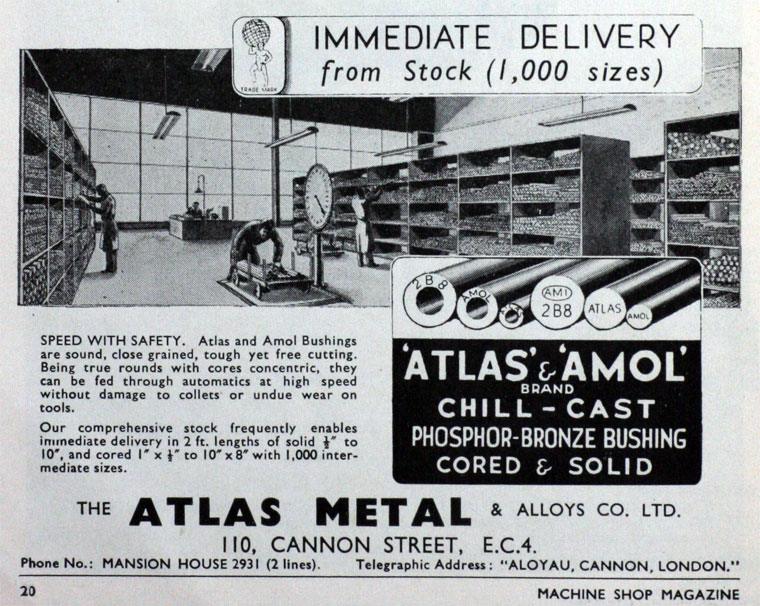 IMMEDIATE DELIVERY
from Stock (1,000 sizes)
TRADE MARK
2B8
AMOL
AM1
2B8
ATLAS
AMOL
'ATLAS' & 'AMOL'
BRAND
CHILL-CAST
PHOSPHOR-BRONZE BUSHING
CORED & SOLID
SPEED WITH SAFETY. Atlas and Amol Bushings
are sound, close grained, tough yet free cutting.
Being true rounds with cores concentric, they
can be fed through automatics at high speed
without damage to collets or undue wear on
tools.
Our comprehensive stock frequently enables
immediate delivery in 2 ft. lengths of solid ½" to
10", and cored 1" x ½" to 10" x 8" with 1,000 inter-
mediate sizes.
THE ATLAS METAL & ALLOYS CO. LTD.
110, CANNON STREET, E.C.4.
Phone No.: MANSION HOUSE 2931 (2 lines). Telegraphic Address: "ALOYAU, CANNON, LONDON."
20 MACHINE SHOP MAGAZINE